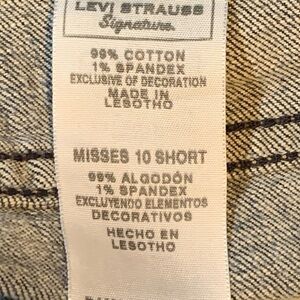 LEVI STRAUSS
Signature
99% COTTON
1% SPANDEX
EXCLUSIVE OF DECORATION
MADE IN
LESOTHO
MISSES 10 SHORT
99% ALGODÓN
1% SPANDEX
EXCLUYENDO ELEMENTOS
DECORATIVOS
HECHO EN
LESOTHO